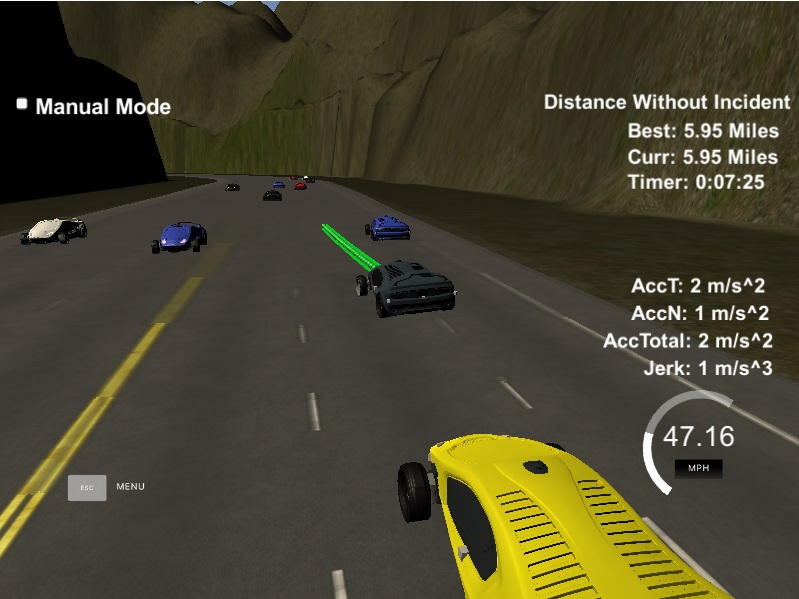 Manual Mode
Distance Without Incident
Best: 5.95 Miles
Curr: 5.95 Miles
Timer: 0:07:25
AccT: 2 m/s^2
AccN: 1 m/s^2
AccTotal: 2 m/s^2
Jerk: 1 m/s^3
47.16
MPH
ESC MENU